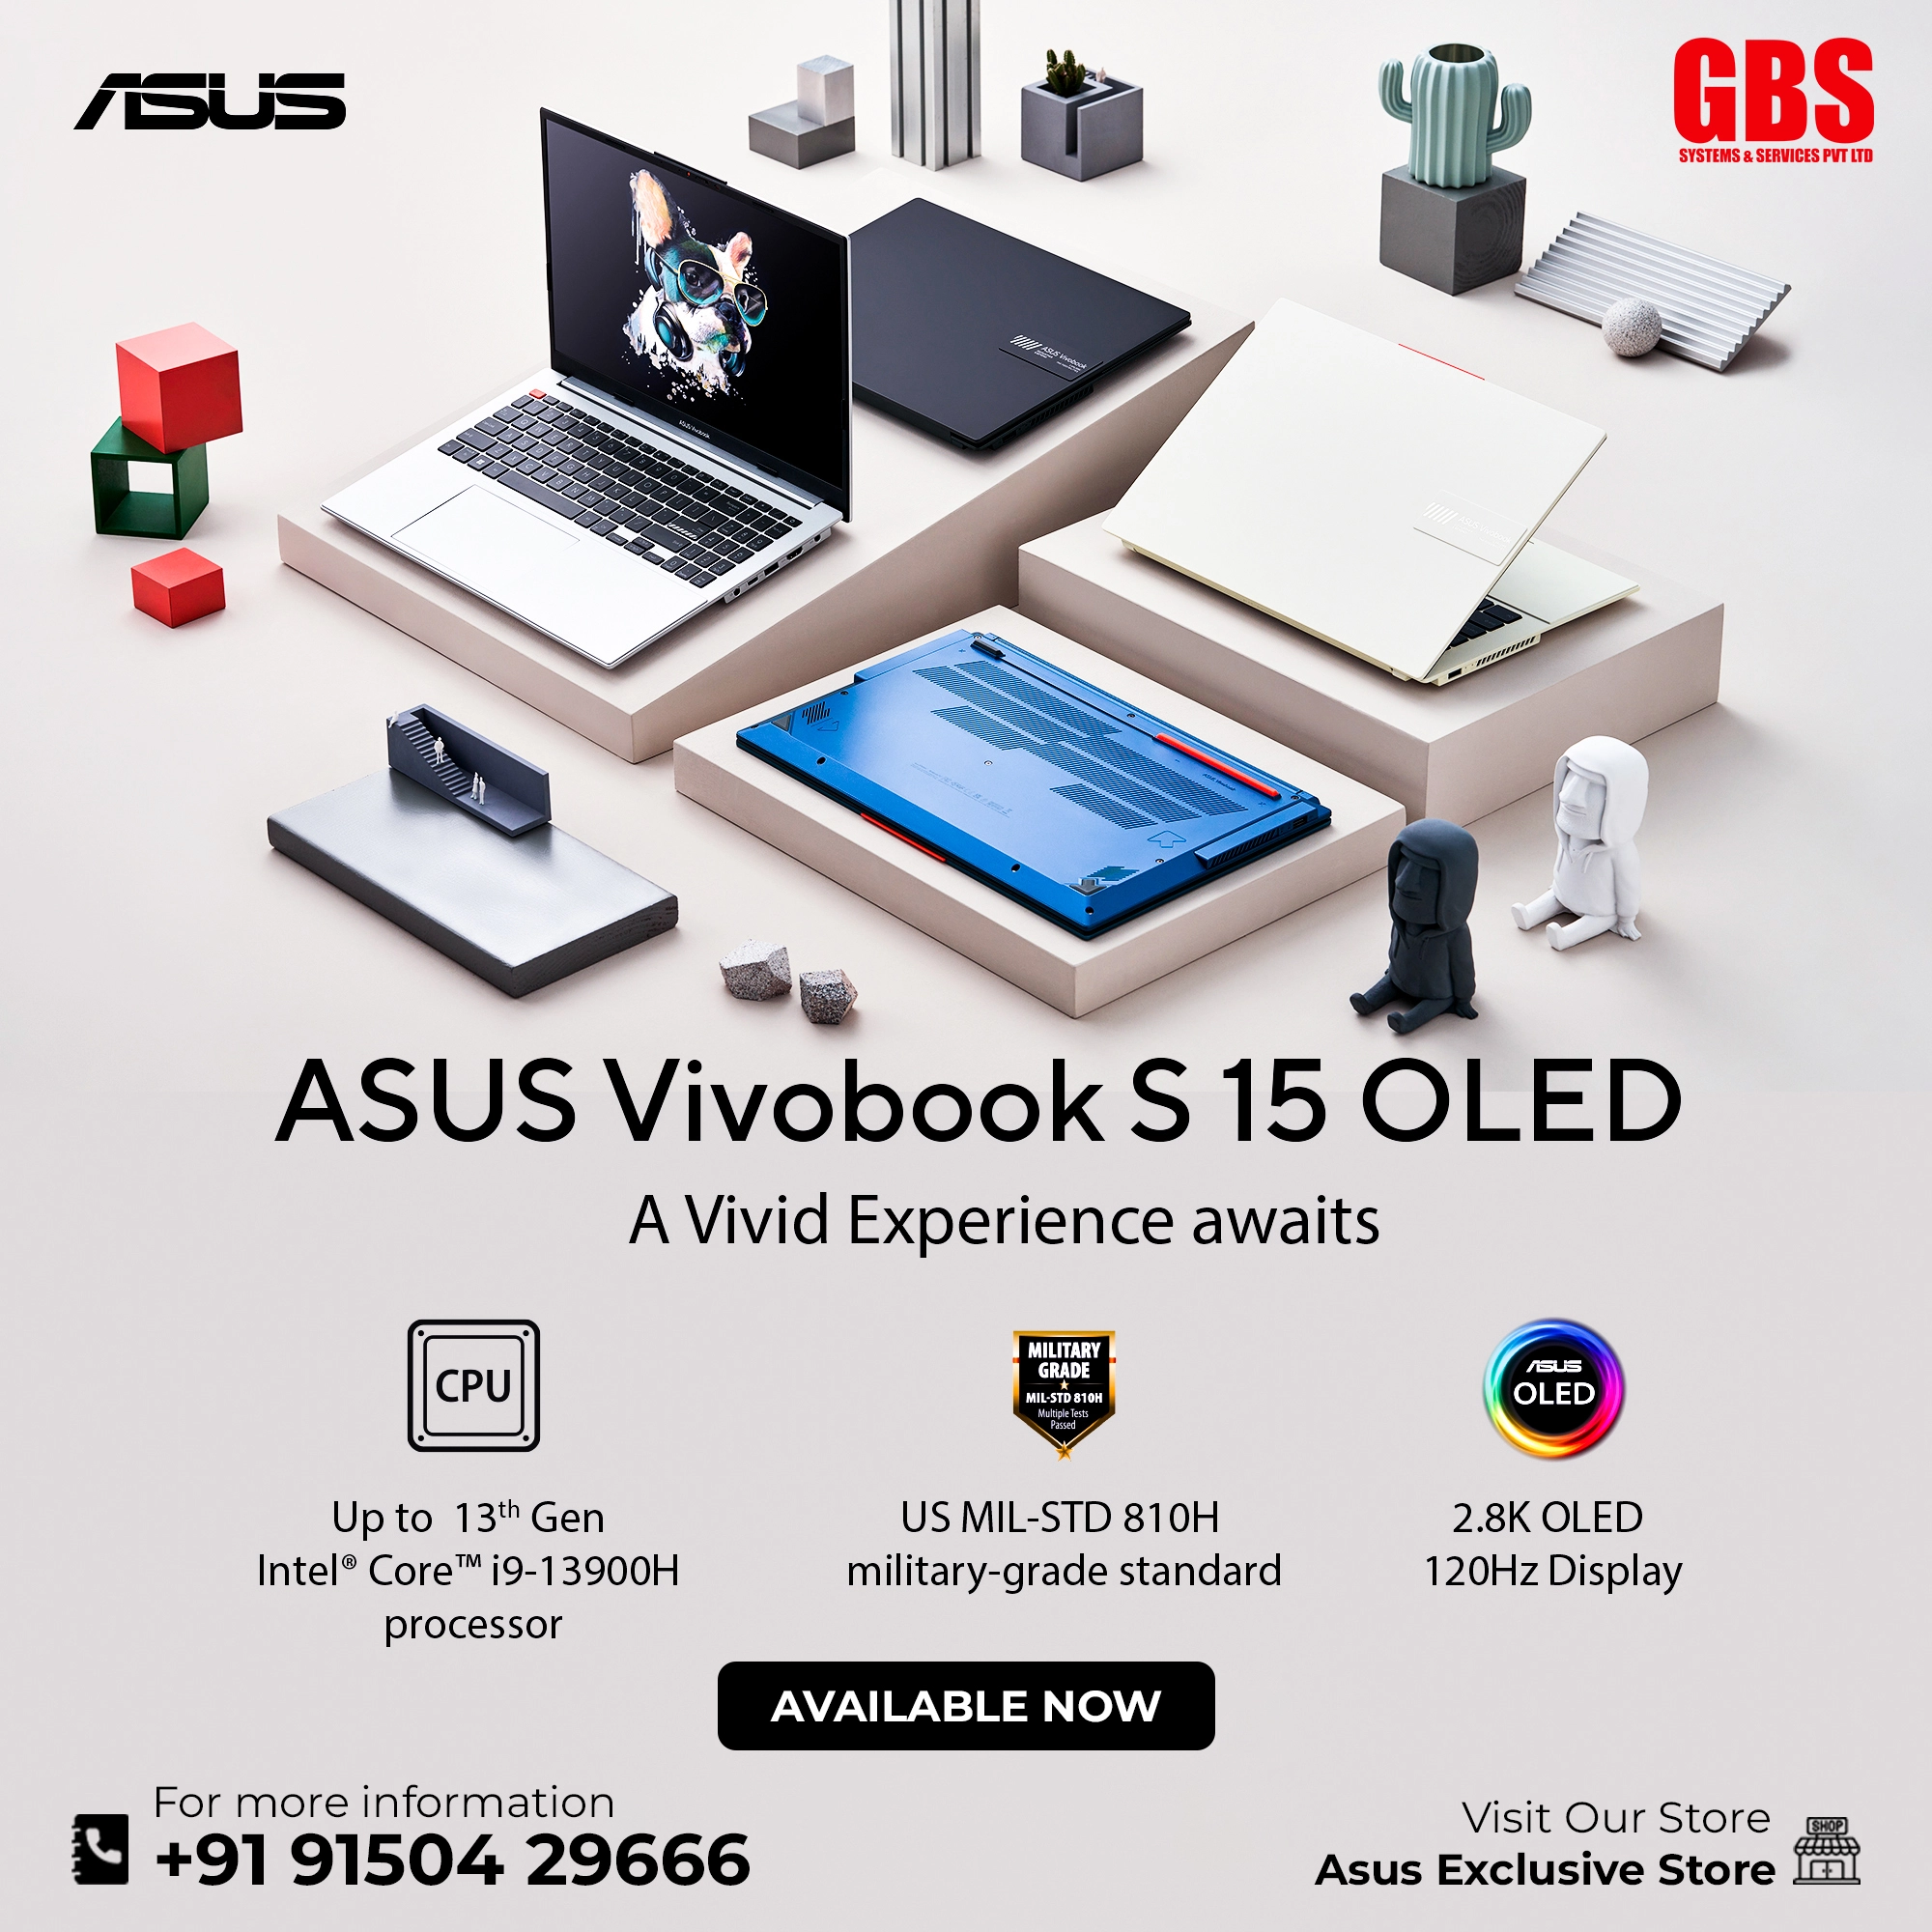 ASUS
GBS
SYSTEMS & SERVICES PVT LTD
ASUS Vivobook
ASUS Vivobook S 15 OLED
A Vivid Experience awaits
CPU
MILITARY
GRADE
MIL-STD 810H
Multiple Tests
Passed
ASUS
OLED
Up to 13th Gen
Intel® Core™ i9-13900H
processor
US MIL-STD 810H
military-grade standard
2.8K OLED
120Hz Display
AVAILABLE NOW
For more information
+91 91504 29666
Visit Our Store
Asus Exclusive Store
SHOP